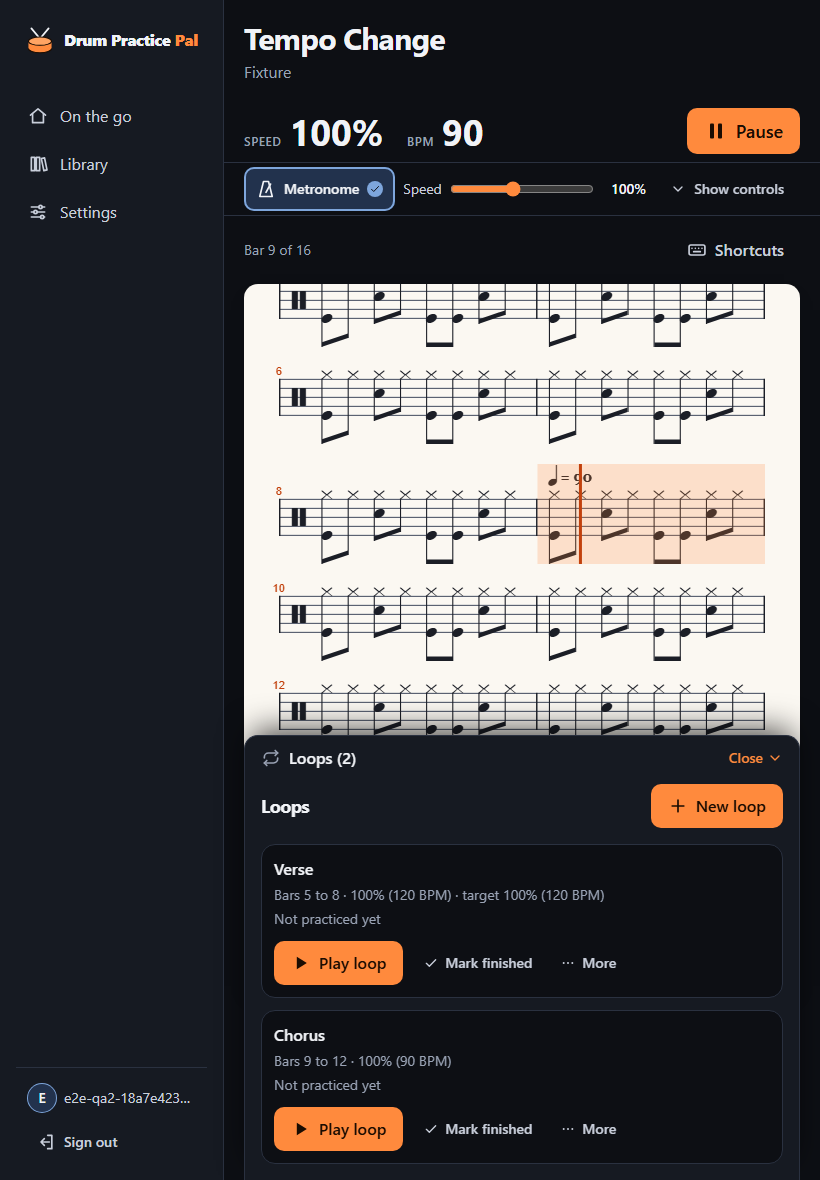 Drum Practice Pal
On the go
Library
Settings
e2e-qa2-18a7e423...
E
Sign out
Tempo Change
Fixture
SPEED 100% BPM 90
Pause
Metronome Speed 100% Show controls
Bar 9 of 16
Shortcuts
6
8
= 90
10
12
Loops (2)
Close
Loops
New loop
Verse
Bars 5 to 8 · 100% (120 BPM) · target 100% (120 BPM)
Not practiced yet
Play loop Mark finished ··· More
Chorus
Bars 9 to 12 · 100% (90 BPM)
Not practiced yet
Play loop Mark finished ··· More